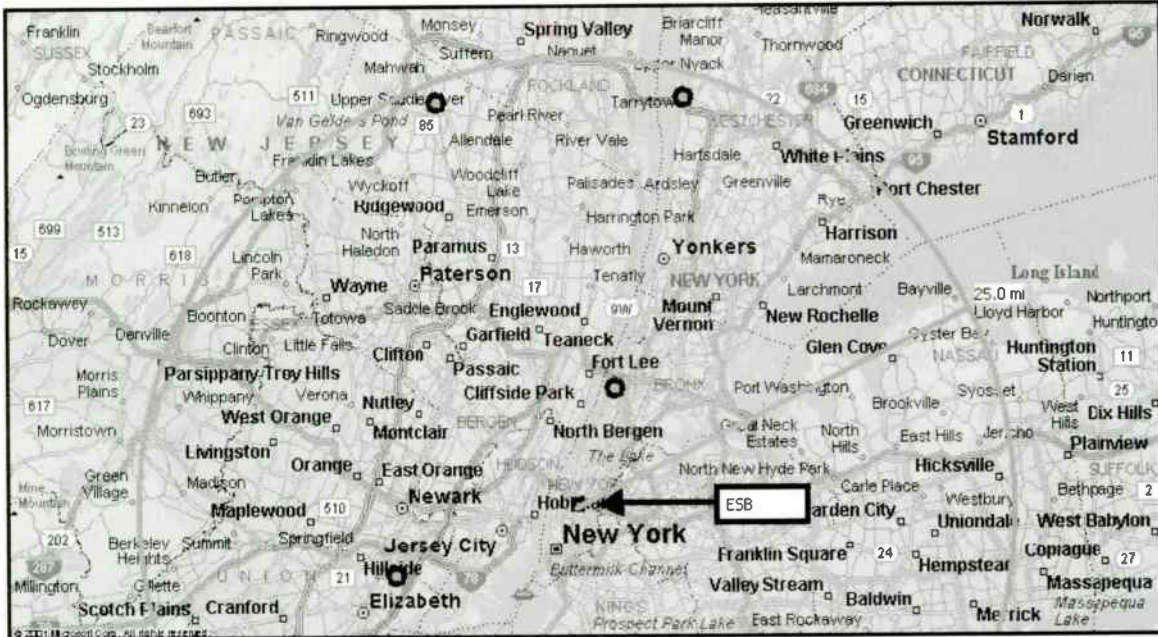 Franklin
SUSSEX
PASSAIC
Ringwood
Monsey
Suffern
Spring Valley
Nanuet
Briarcliff
Manor
Thornwood
Norwalk
95
FAIRFIELD
Stockholm
Mahwah
ROCKLAND
Nyack
CONNECTICUT
Darien
Ogdensburg
693
511
Upper Saddle River
Tarrytown
22
684
15
1
23
Van Gelder's Pond
85
Pearl River
WESTCHESTER
Greenwich
Stamford
NEW JERSEY
Allendale
River Vale
Hartsdale
White Plains
95
Franklin Lakes
Butler
Wyckoff
Woodcliff
Lake
Palisades
Ardsley
Greenville
Port Chester
Kinnelon
Pompton
Lakes
Ridgewood
Emerson
Harrington Park
Rye
699
513
North
Haledon
Paramus
13
Haworth
Yonkers
Harrison
15
618
Lincoln
Park
Paterson
Tenafly
NEW YORK
Mamaroneck
MORRIS
Wayne
17
Larchmont
Bayville
Long Island
25.0 mi
Northport
Rockaway
Boonton
Totowa
Saddle Brook
Englewood
9W
Mount
Vernon
New Rochelle
Lloyd Harbor
Denville
Dover
Clinton
Little Falls
Garfield
Teaneck
Oyster Bay
Huntington
Clifton
Fort Lee
Glen Cove
NASSAU
Huntington
Station
11
Morris
Plains
Parsippany-Troy Hills
Passaic
Cliffside Park
BRONX
Port Washington
Syosset
25
617
Whippany
Verona
Nutley
Brookville
West
Hills
Dix Hills
Morristown
West Orange
Montclair
BERGEN
North Bergen
Great Neck
Estates
North
Hills
East Hills
Jericho
Plainview
Livingston
The Lake
Orange
East Orange
HUDSON
North New Hyde Park
Hicksville
SUFFOLK
Green
Village
Madison
Newark
NEW YORK
Carle Place
Westbury
Bethpage
2
Maplewood
510
ESB
Garden City
Uniondale
West Babylon
202
Berkeley
Heights
Summit
Springfield
Jersey City
New York
Franklin Square
24
Hempstead
Copiague
27
287
Millington
Gillette
UNION
21
Hillside
78
Buttermilk Channel
Valley Stream
Massapequa
Scotch Plains
Cranford
Elizabeth
KINGS
Prospect Park Lake
East Rockaway
Baldwin
Merrick
Massapequa
Lake